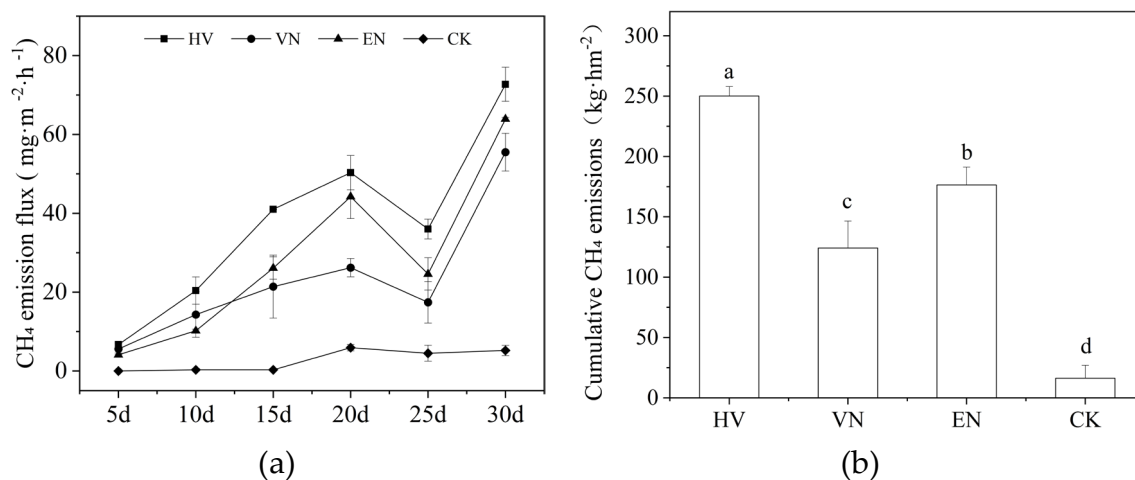 HV VN EN CK
CH₄ emission flux ( mg·m⁻²·h⁻¹)
80
60
40
20
0
5d 10d 15d 20d 25d 30d
(a)
Cumulative CH₄ emissions (kg·hm⁻²)
300
250
200
150
100
50
0
a
c
b
d
HV VN EN CK
(b)